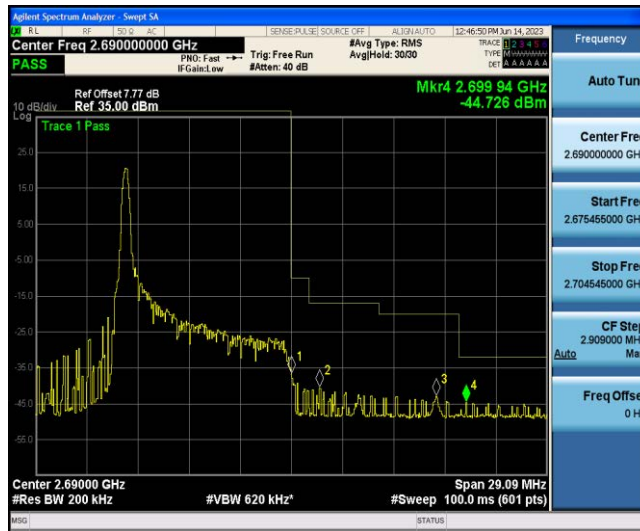 Agilent Spectrum Analyzer - Swept SA
RL RF 50 Ω AC SENSE:PULSE SOURCE OFF ALIGN AUTO 12:46:50 PM Jun 14, 2023
Center Freq 2.690000000 GHz
PASS
PNO: Fast
IFGain:Low
Trig: Free Run
#Atten: 40 dB
#Avg Type: RMS
Avg|Hold: 30/30
TRACE 1 2 3 4 5 6
TYPE M
DET A A A A A A
Ref Offset 7.77 dB
Ref 35.00 dBm
10 dB/div
Log
Mkr4 2.699 94 GHz
-44.726 dBm
Trace 1 Pass
25.0
15.0
5.00
-5.00
-15.0
-25.0
-35.0
-45.0
-55.0
1
2
3
4
Center 2.69000 GHz
#Res BW 200 kHz
#VBW 620 kHz*
Span 29.09 MHz
#Sweep 100.0 ms (601 pts)
MSG
STATUS
Frequency
Auto Tun
Center Fre
2.690000000 GH
Start Fre
2.675455000 GH
Stop Fre
2.704545000 GH
CF Step
2.909000 MH
Auto Ma
Freq Offse
0 H